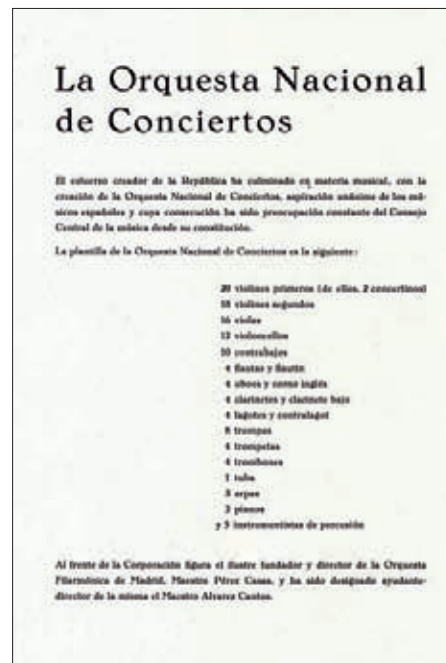 La Orquesta Nacional
de Conciertos
El esfuerzo creador de la República ha culminado en materia musical, con la
creación de la Orquesta Nacional de Conciertos, aspiración unánime de los mú-
sicos españoles y cuya consecución ha sido preocupación constante del Consejo
Central de la música desde su constitución.
La plantilla de la Orquesta Nacional de Conciertos es la siguiente:
20 violines primeros (de ellos, 2 concertinos)
18 violines segundos
16 violas
12 violoncellos
10 contrabajos
4 flautas y flautín
4 oboes y corno inglés
4 clarinetes y clarinete bajo
4 fagotes y contrafagot
8 trompas
4 trompetas
4 trombones
1 tuba
3 arpas
2 pianos
y 5 instrumentistas de percusión
Al frente de la Corporación figura el ilustre fundador y director de la Orquesta
Filarmónica de Madrid, Maestro Pérez Casas, y ha sido designado ayudante-
director de la misma el Maestro Alvarez Cantos.